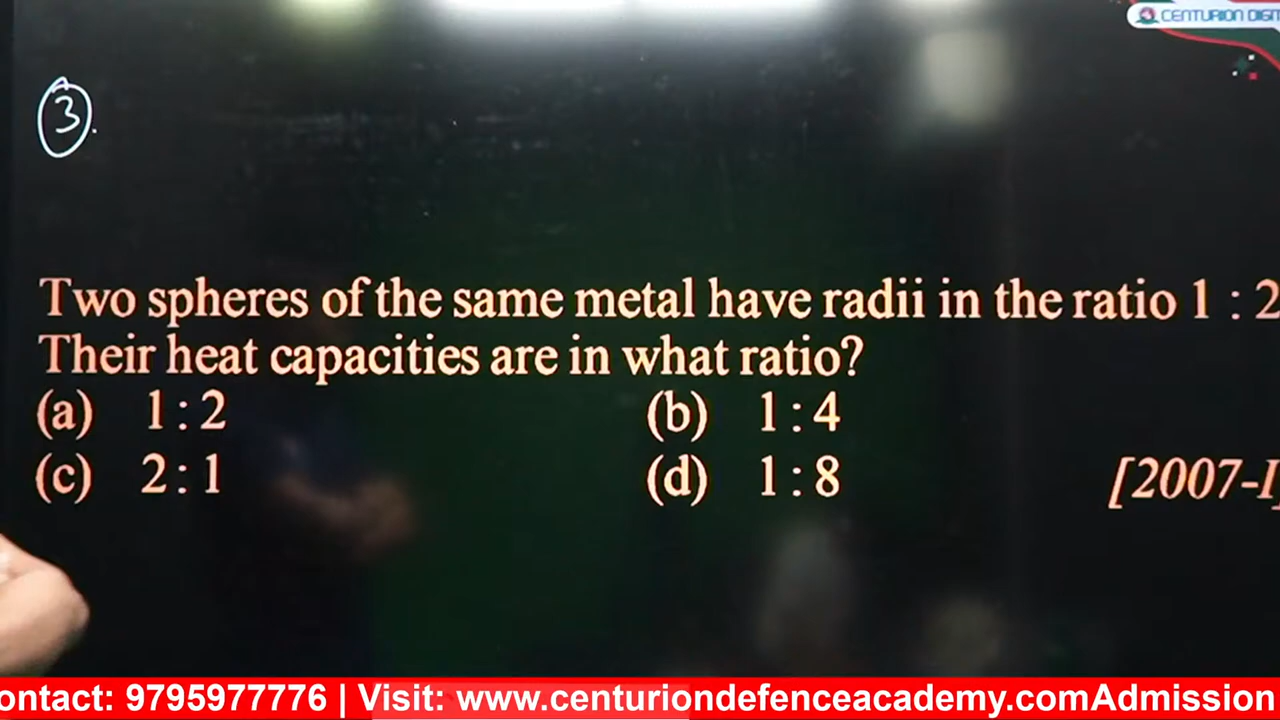 CENTURION DIGI
3.
Two spheres of the same metal have radii in the ratio 1 : 2
Their heat capacities are in what ratio?
(a) 1 : 2 (b) 1 : 4
(c) 2 : 1 (d) 1 : 8 [2007-I]
ontact: 9795977776 | Visit: www.centuriondefenceacademy.comAdmission